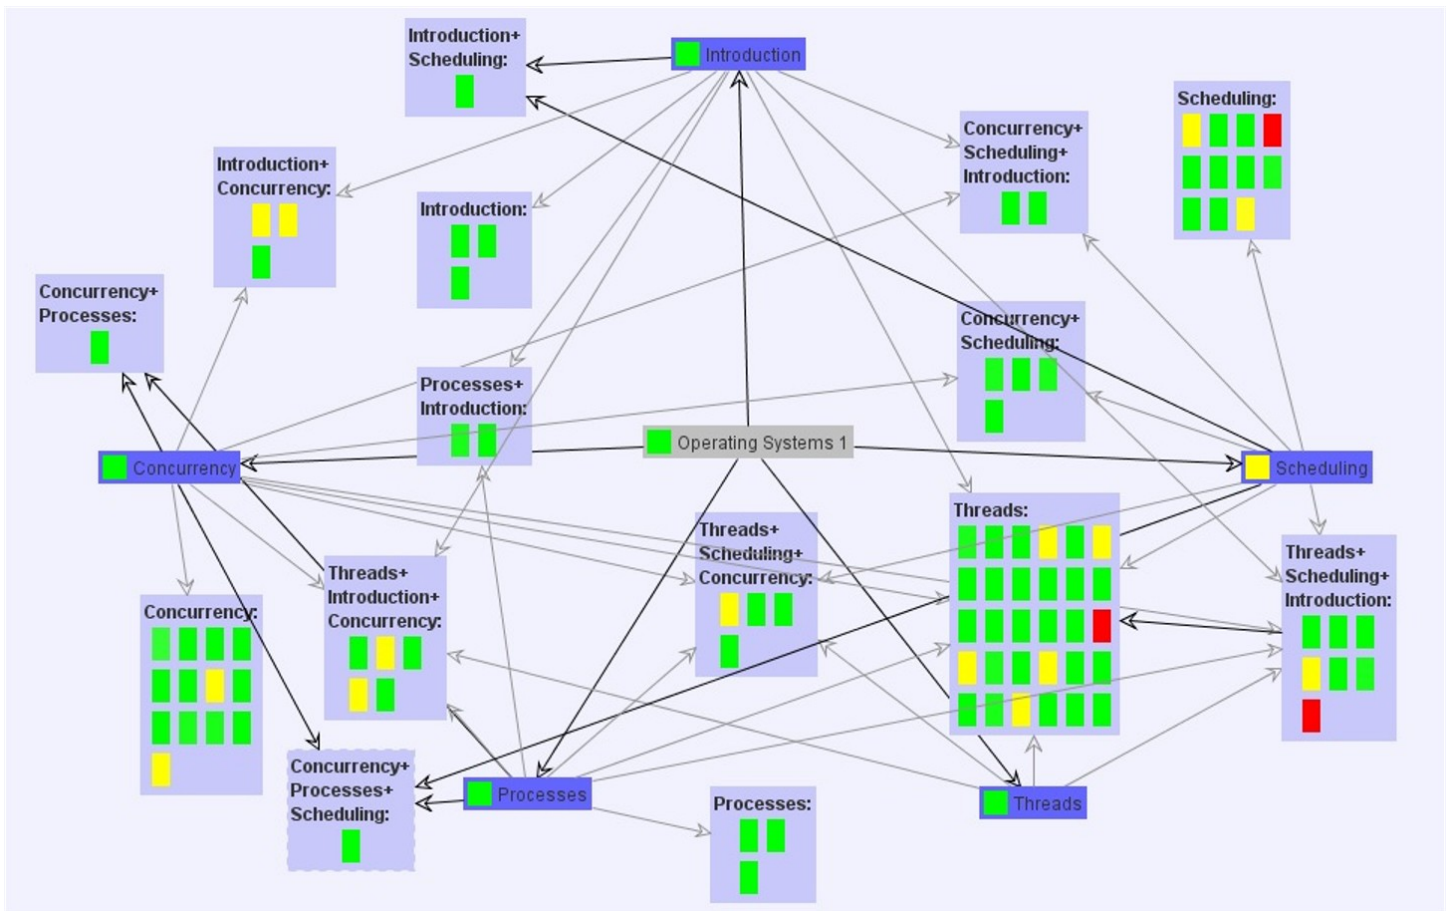 Introduction+
Scheduling:
Introduction
Scheduling:
Concurrency+
Scheduling+
Introduction:
Introduction+
Concurrency:
Introduction:
Concurrency+
Processes:
Concurrency+
Scheduling:
Processes+
Introduction:
Operating Systems 1
Concurrency
Scheduling
Threads:
Threads+
Scheduling+
Concurrency:
Threads+
Scheduling+
Introduction:
Threads+
Introduction+
Concurrency:
Concurrency:
Concurrency+
Processes+
Scheduling:
Processes
Threads
Processes: